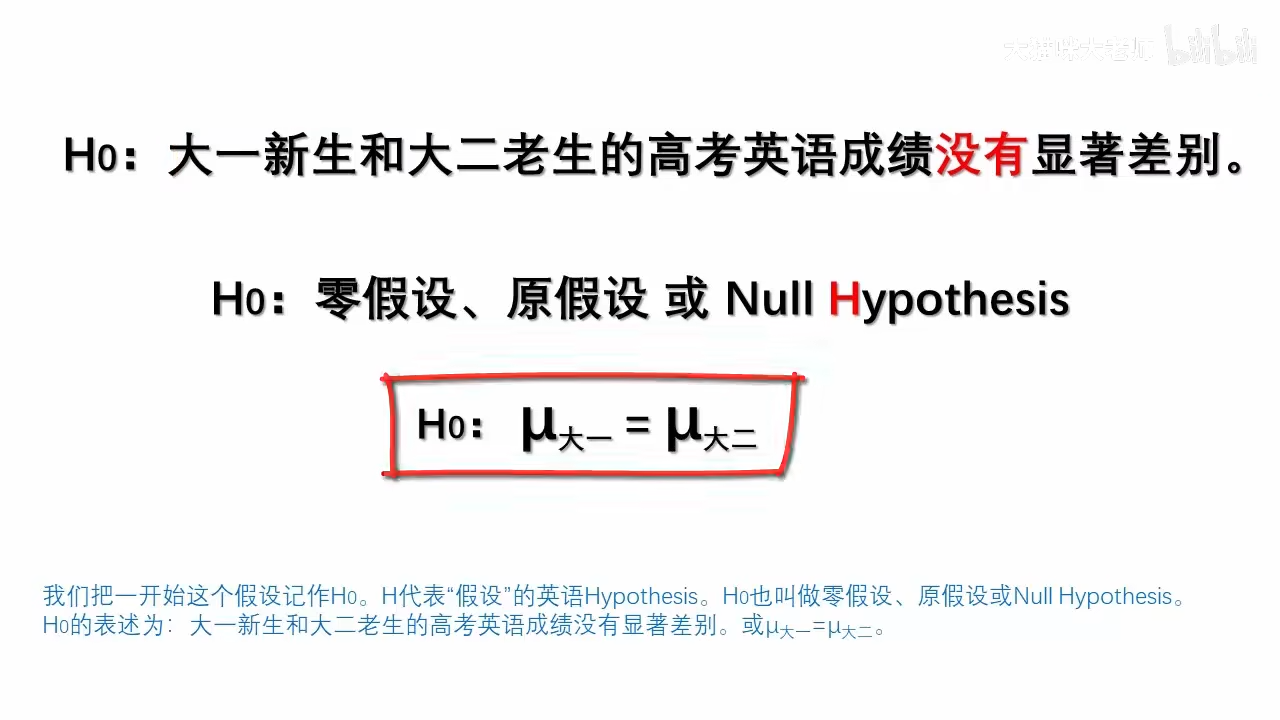 bilibili
H0：大一新生和大二老生的高考英语成绩没有显著差别。
H0：零假设、原假设 或 Null Hypothesis
H0： μ大一 = μ大二
我们把一开始这个假设记作H0。H代表“假设”的英语Hypothesis。H0也叫做零假设、原假设或Null Hypothesis。
H0的表述为：大一新生和大二老生的高考英语成绩没有显著差别。或μ大一=μ大二。